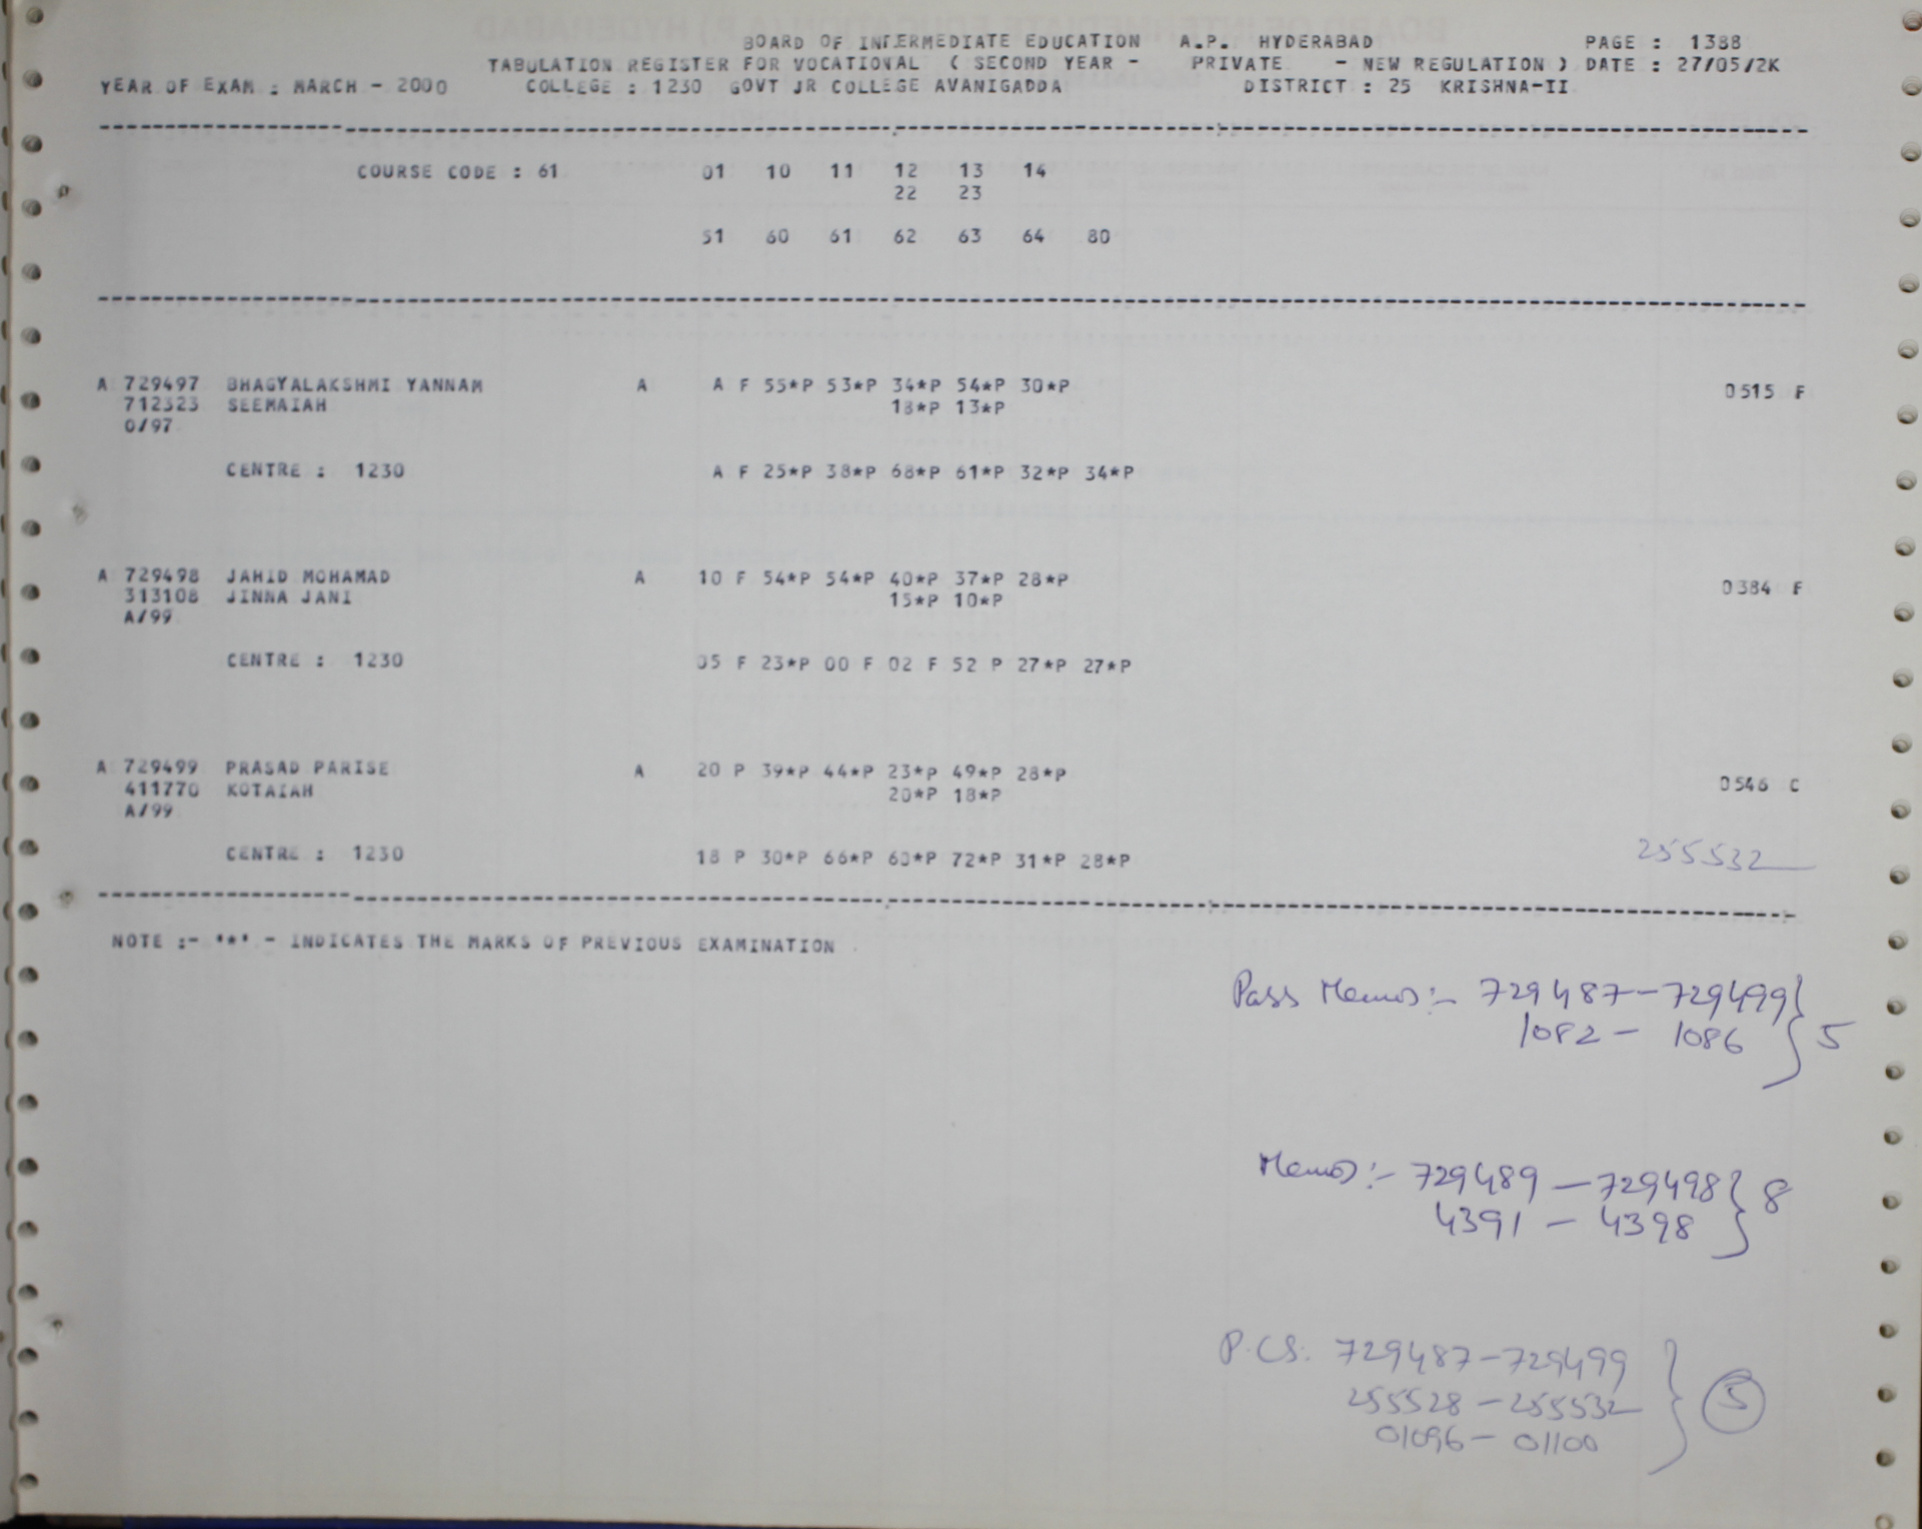 BOARD OF INTERMEDIATE EDUCATION A.P. HYDERABAD PAGE : 1388
TABULATION REGISTER FOR VOCATIONAL ( SECOND YEAR - PRIVATE - NEW REGULATION ) DATE : 27/05/2K
YEAR OF EXAM : MARCH - 2000 COLLEGE : 1230 GOVT JR COLLEGE AVANIGADDA DISTRICT : 25 KRISHNA-II
COURSE CODE : 61 01 10 11 12 13 14
22 23
51 60 61 62 63 64 80
A 729497 BHAGYALAKSHMI YANNAM A A F 55*P 53*P 34*P 54*P 30*P 0515 F
712323 SEEMAIAH 18*P 13*P
O/97
CENTRE : 1230 A F 25*P 38*P 68*P 61*P 32*P 34*P
A 729498 JAHID MOHAMAD A 10 F 54*P 54*P 40*P 37*P 28*P 0384 F
313108 JINNA JANI 15*P 10*P
A/99
CENTRE : 1230 05 F 23*P 00 F 02 F 52 P 27*P 27*P
A 729499 PRASAD PARISE A 20 P 39*P 44*P 23*P 49*P 28*P 0546 C
411770 KOTAIAH 20*P 18*P
A/99
CENTRE : 1230 18 P 30*P 66*P 60*P 72*P 31*P 28*P 255532
NOTE :- '*' - INDICATES THE MARKS OF PREVIOUS EXAMINATION
Pass Memos :- 729487-729499
1082 - 1086 } 5
Memos :- 729489 - 729498 } 8
4391 - 4398
P.CS. 729487-729499
255528 - 255532 } 5
01096 - 01100